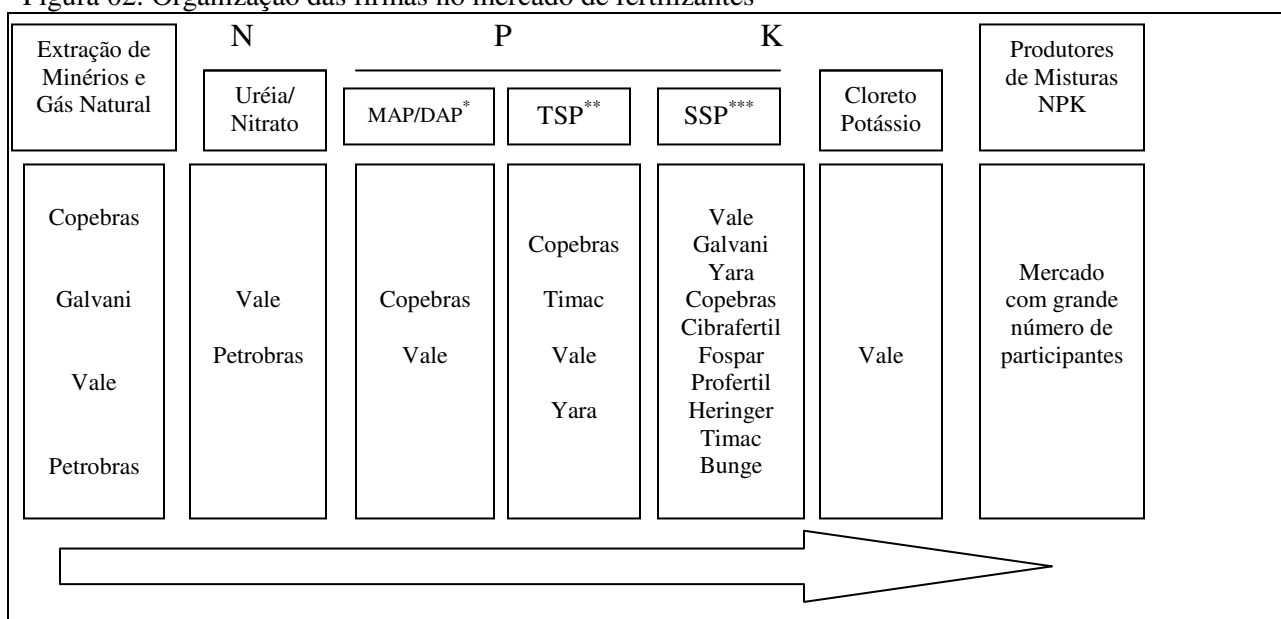 Figura 02: Organização das firmas no mercado de fertilizantes
N
P
K
Extração de
Minérios e
Gás Natural
Uréia/
Nitrato
MAP/DAP*
TSP**
SSP***
Cloreto
Potássio
Produtores
de Misturas
NPK
Copebras
Galvani
Vale
Petrobras
Vale
Petrobras
Copebras
Vale
Copebras
Timac
Vale
Yara
Vale
Galvani
Yara
Copebras
Cibrafertil
Fospar
Profertil
Heringer
Timac
Bunge
Vale
Mercado
com grande
número de
participantes